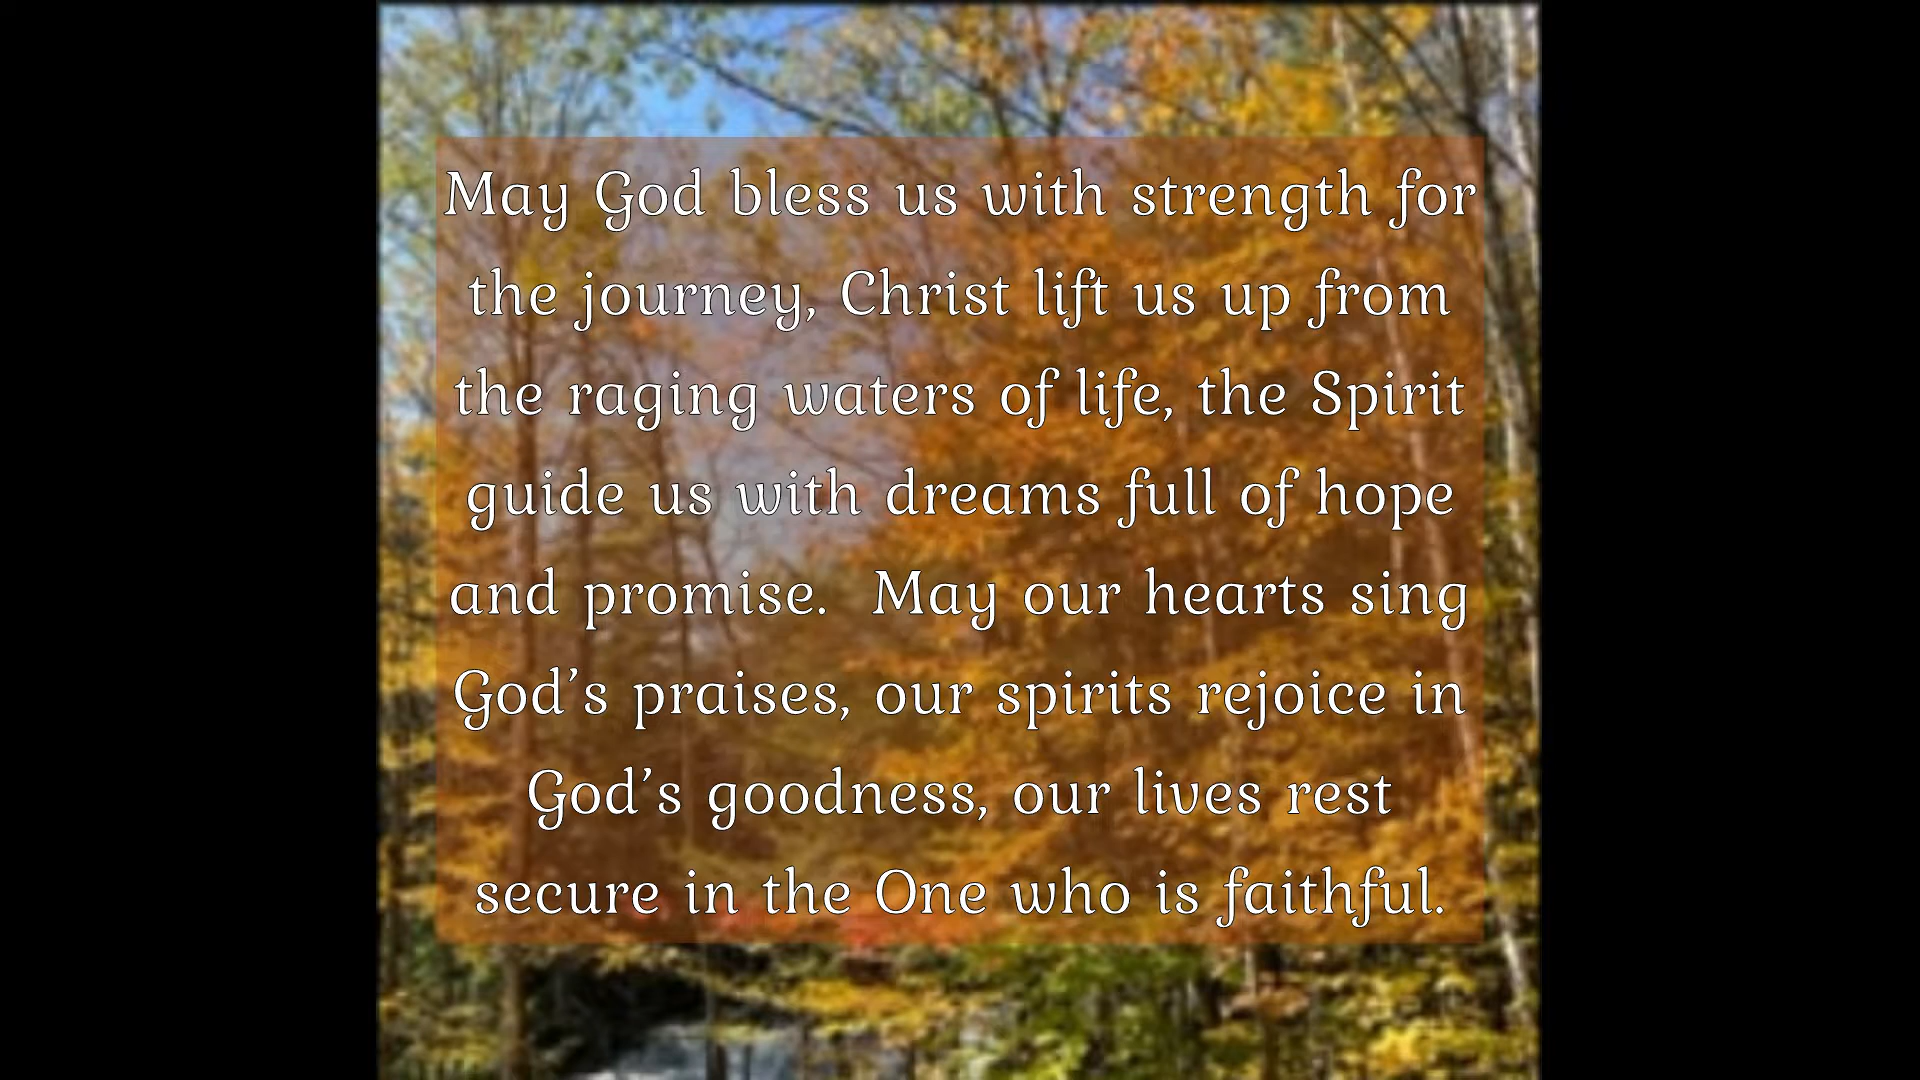 May God bless us with strength for
the journey, Christ lift us up from
the raging waters of life, the Spirit
guide us with dreams full of hope
and promise.  May our hearts sing
God’s praises, our spirits rejoice in
God’s goodness, our lives rest
secure in the One who is faithful.